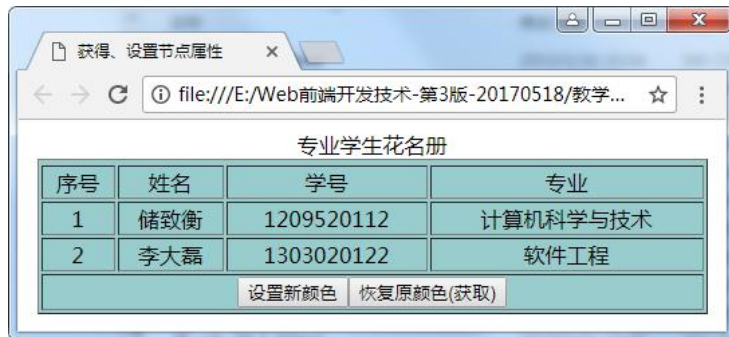 获得、设置节点属性
file:///E:/Web前端开发技术-第3版-20170518/教学...
专业学生花名册
序号 姓名 学号 专业
1 储致衡 1209520112 计算机科学与技术
2 李大磊 1303020122 软件工程
设置新颜色 恢复原颜色(获取)